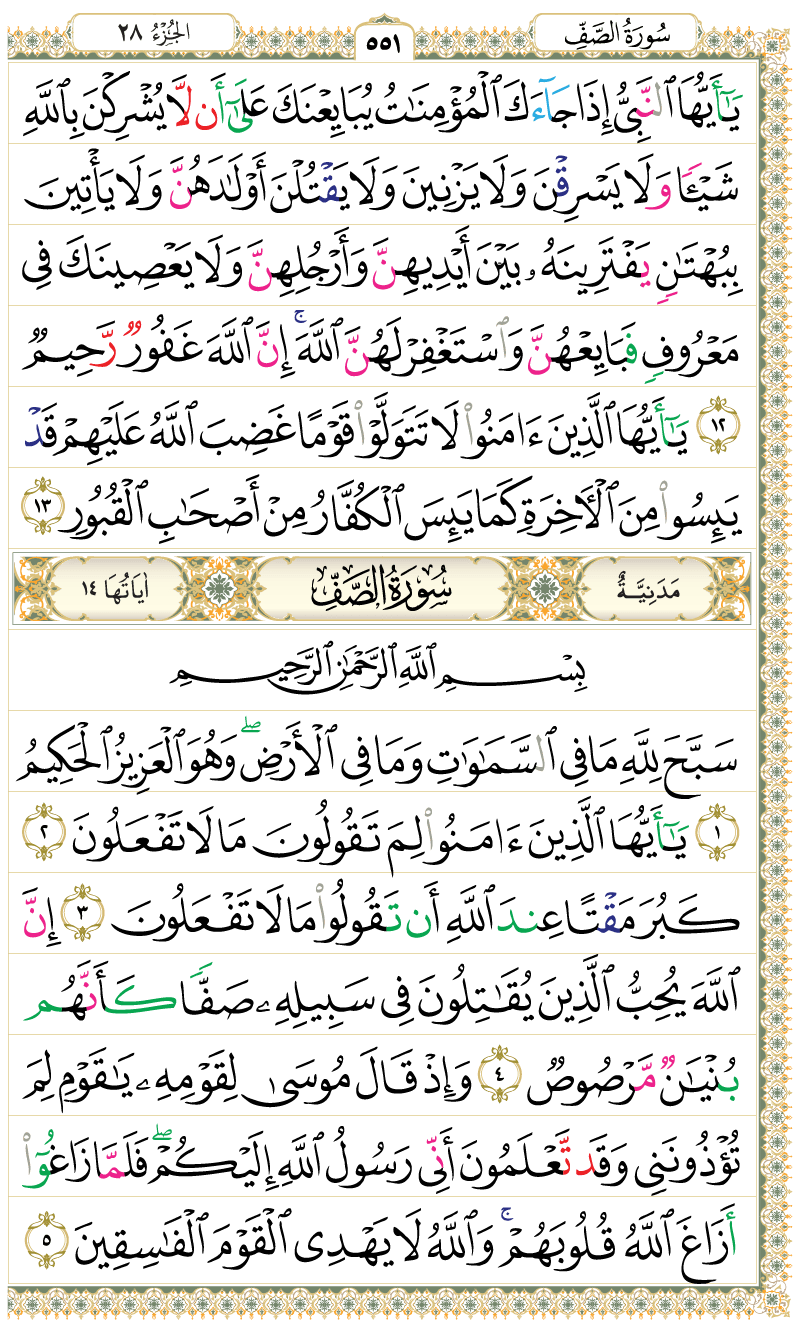 سُورَةُ الصَّفِّ ٥٥١ الجُزْءُ ٢٨
يَـٰٓأَيُّهَا ٱلنَّبِىُّ إِذَا جَآءَكَ ٱلْمُؤْمِنَـٰتُ يُبَايِعْنَكَ عَلَىٰٓ أَن لَّا يُشْرِكْنَ بِٱللَّهِ
شَيْـًٔا وَلَا يَسْرِقْنَ وَلَا يَزْنِينَ وَلَا يَقْتُلْنَ أَوْلَـٰدَهُنَّ وَلَا يَأْتِينَ
بِبُهْتَـٰنٍ يَفْتَرِينَهُۥ بَيْنَ أَيْدِيهِنَّ وَأَرْجُلِهِنَّ وَلَا يَعْصِينَكَ فِى
مَعْرُوفٍ فَبَايِعْهُنَّ وَٱسْتَغْفِرْ لَهُنَّ ٱللَّهَ ۚ إِنَّ ٱللَّهَ غَفُورٌ رَّحِيمٌ
١٢ يَـٰٓأَيُّهَا ٱلَّذِينَ ءَامَنُوا۟ لَا تَتَوَلَّوْا۟ قَوْمًا غَضِبَ ٱللَّهُ عَلَيْهِمْ قَدْ
يَئِسُوا۟ مِنَ ٱلْـَٔاخِرَةِ كَمَا يَئِسَ ٱلْكُفَّارُ مِنْ أَصْحَـٰبِ ٱلْقُبُورِ ١٣
مَدَنِيَّةٌ سُورَةُ الصَّفِّ اٰيَاتُهَا ١٤
بِسْمِ ٱللَّهِ ٱلرَّحْمَـٰنِ ٱلرَّحِيمِ
سَبَّحَ لِلَّهِ مَا فِى ٱلسَّمَـٰوَٰتِ وَمَا فِى ٱلْأَرْضِ ۖ وَهُوَ ٱلْعَزِيزُ ٱلْحَكِيمُ
١ يَـٰٓأَيُّهَا ٱلَّذِينَ ءَامَنُوا۟ لِمَ تَقُولُونَ مَا لَا تَفْعَلُونَ ٢
كَبُرَ مَقْتًا عِندَ ٱللَّهِ أَن تَقُولُوا۟ مَا لَا تَفْعَلُونَ ٣ إِنَّ
ٱللَّهَ يُحِبُّ ٱلَّذِينَ يُقَـٰتِلُونَ فِى سَبِيلِهِۦ صَفًّا كَأَنَّهُم
بُنْيَـٰنٌ مَّرْصُوصٌ ٤ وَإِذْ قَالَ مُوسَىٰ لِقَوْمِهِۦ يَـٰقَوْمِ لِمَ
تُؤْذُونَنِى وَقَد تَّعْلَمُونَ أَنِّى رَسُولُ ٱللَّهِ إِلَيْكُمْ ۖ فَلَمَّا زَاغُوٓا۟
أَزَاغَ ٱللَّهُ قُلُوبَهُمْ ۚ وَٱللَّهُ لَا يَهْدِى ٱلْقَوْمَ ٱلْفَـٰسِقِينَ ٥